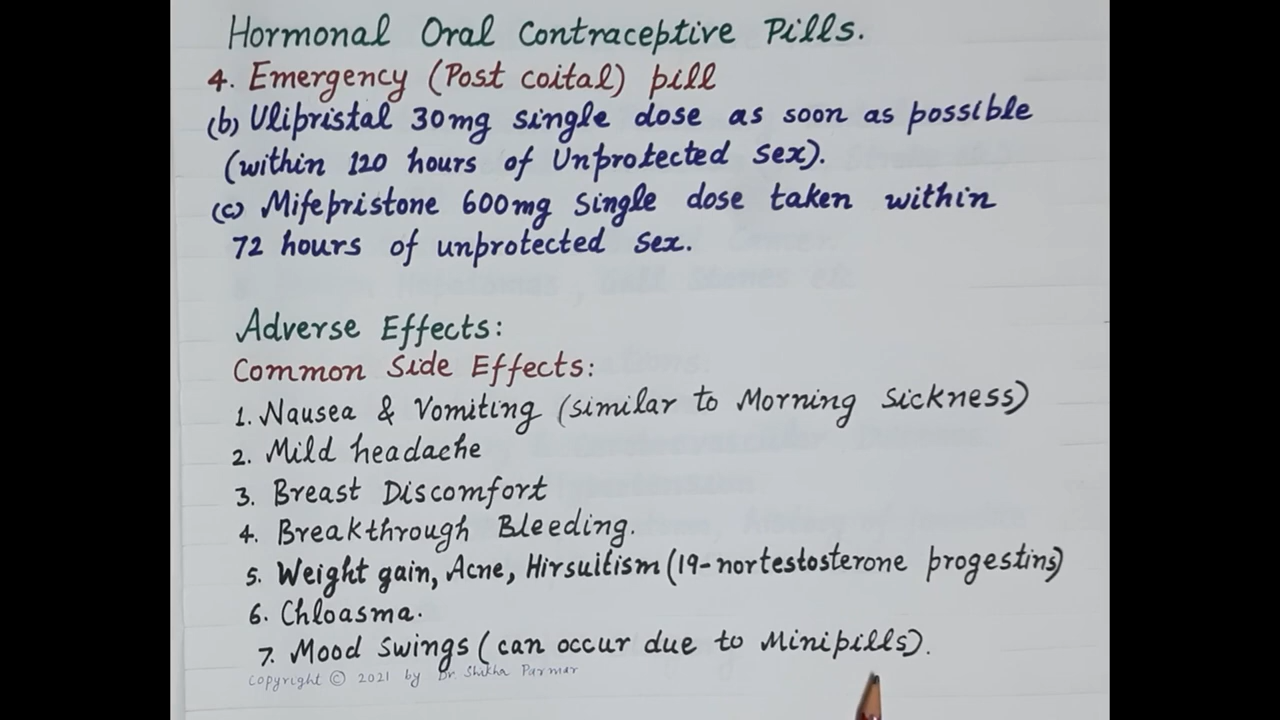 Hormonal Oral Contraceptive Pills.
4. Emergency (Post coital) pill
(b) Ulipristal 30mg single dose as soon as possible
(within 120 hours of Unprotected sex).
(c) Mifepristone 600mg single dose taken within
72 hours of unprotected sex.
Adverse Effects:
Common Side Effects:
1. Nausea & Vomiting (similar to Morning Sickness)
2. Mild headache
3. Breast Discomfort
4. Breakthrough Bleeding.
5. Weight gain, Acne, Hirsuitism (19-nortestosterone progestins)
6. Chloasma.
7. Mood Swings (can occur due to Minipills).
Copyright © 2021 by Dr. Shikha Parmar